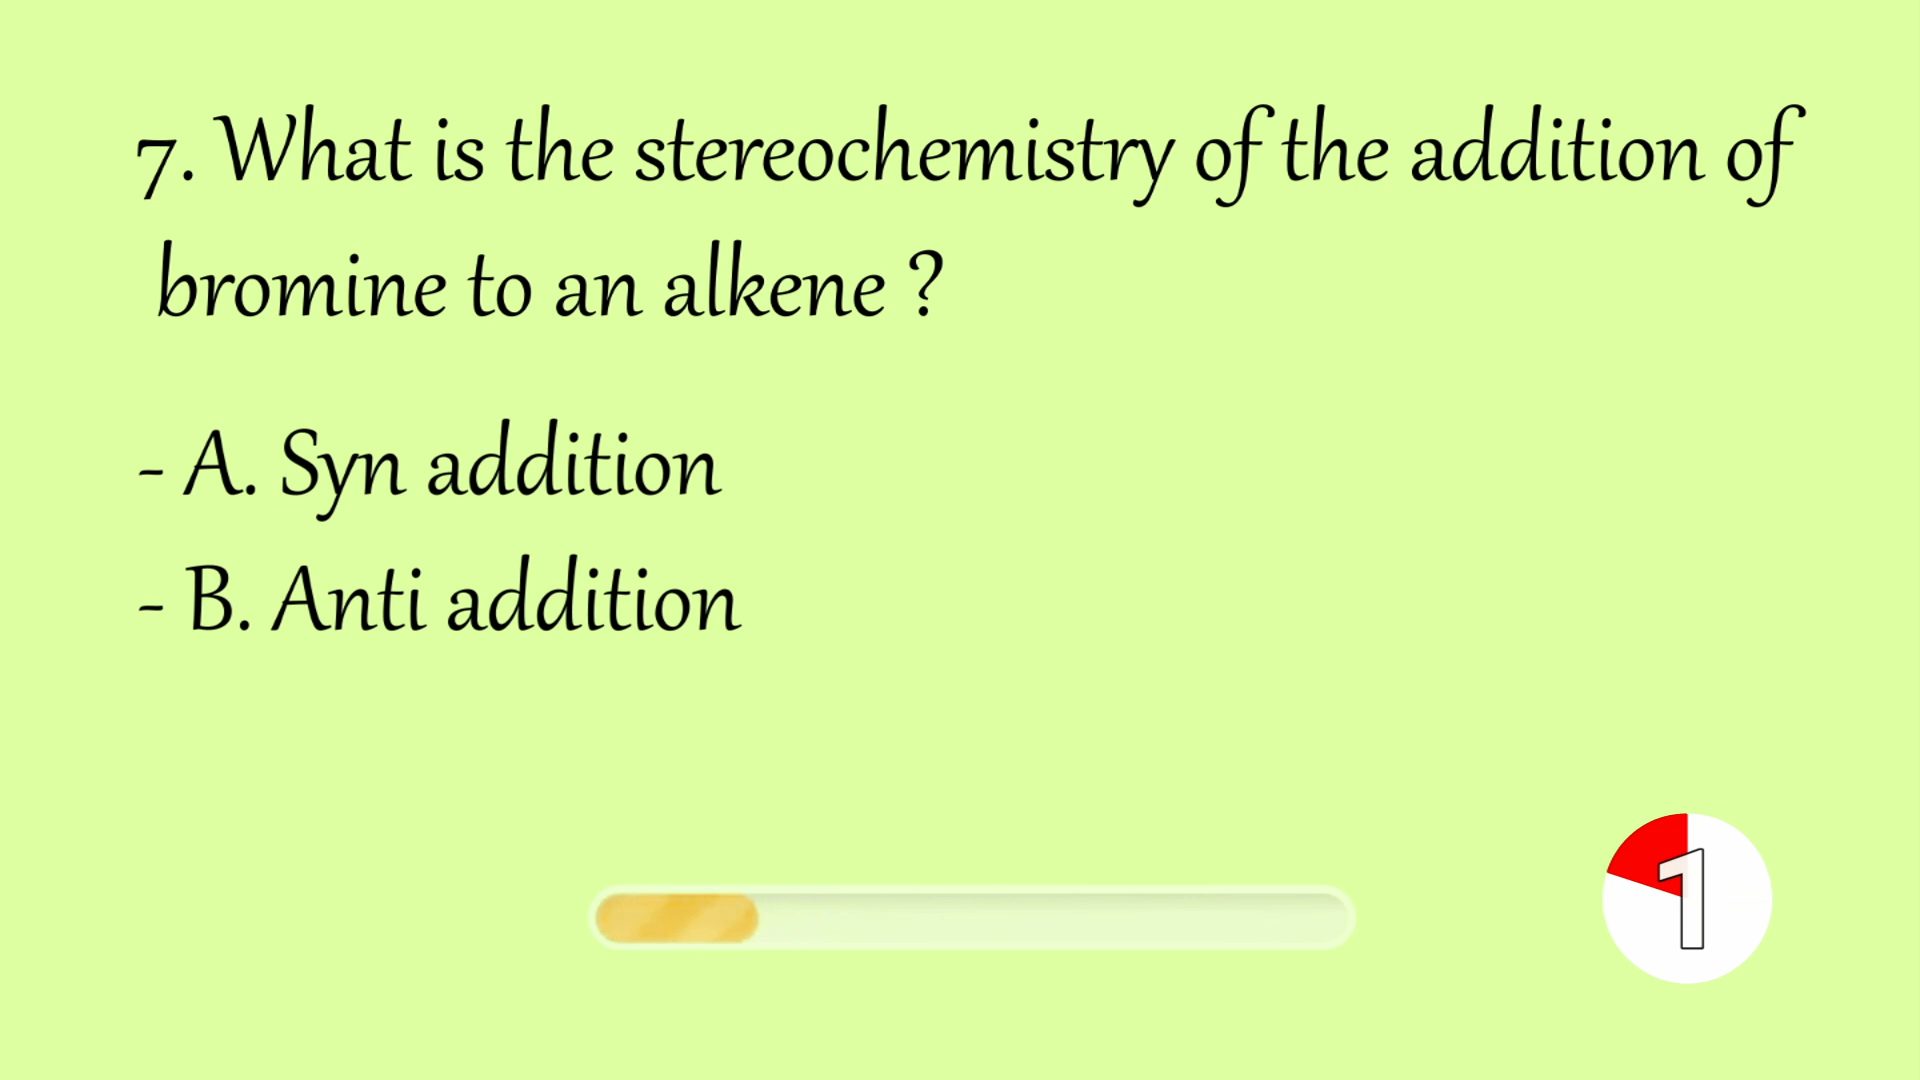 7. What is the stereochemistry of the addition of
bromine to an alkene ?
- A. Syn addition
- B. Anti addition
1